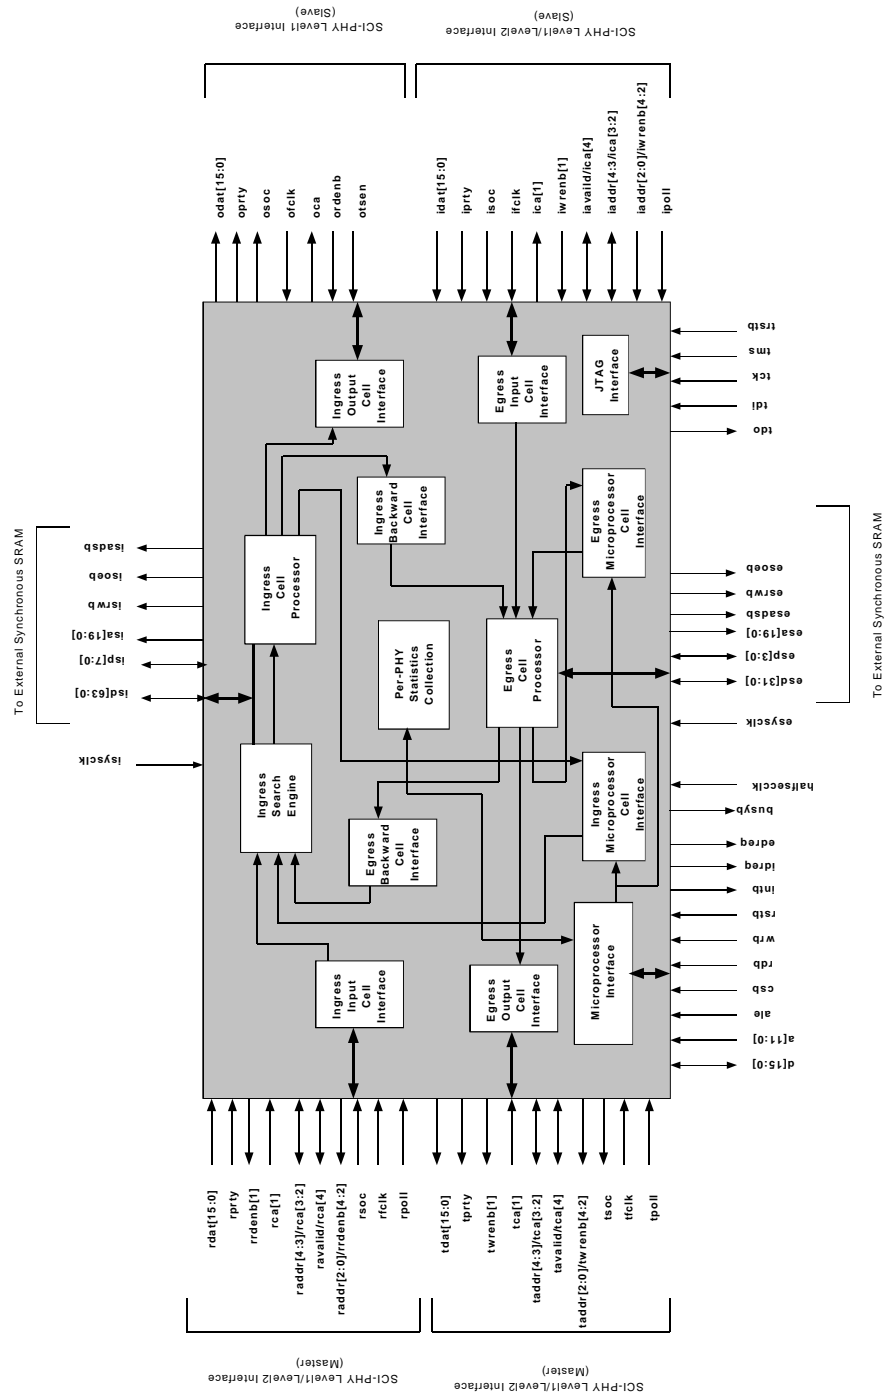 SCI-PHY Level1 Interface
(Slave)
SCI-PHY Level1/Level2 Interface
(Slave)
odat[15:0]
oprty
osoc
ofclk
oca
ordenb
otsen
idat[15:0]
iprty
isoc
ifclk
ica[1]
iwrenb[1]
iavaild/ica[4]
iaddr[4:3/ica[3:2]
iaddr[2:0]/iwrenb[4:2]
ipoll
trstb
tms
tck
tdi
tdo
Ingress
Output
Cell
Interface
Egress
Input
Cell
Interface
JTAG
Interface
Ingress
Backward
Cell
Interface
Egress
Microprocessor
Cell
Interface
Ingress
Cell
Processor
To External Synchronous SRAM
isadsb
isoeb
isrwb
isa[19:0]
isp[7:0]
isd[63:0]
isysclk
Per-PHY
Statistics
Collection
Egress
Cell
Processor
esoeb
esrwb
esadsb
esa[19:0]
esp[3:0]
esd[31:0]
esysclk
To External Synchronous SRAM
Ingress
Search
Engine
Ingress
Microprocessor
Cell
Interface
Egress
Backward
Cell
Interface
halfsecclk
busyb
edreq
idreq
intb
rstb
wrb
rdb
csb
ale
a[11:0]
d[15:0]
Ingress
Input
Cell
Interface
Egress
Output
Cell
Interface
Microprocessor
Interface
rdat[15:0]
rprty
rrdenb[1]
rca[1]
raddr[4:3]/rca[3:2]
ravalid/rca[4]
raddr[2:0]/rrdenb[4:2]
rsoc
rfclk
rpoll
tdat[15:0]
tprty
twrenb[1]
tca[1]
taddr[4:3]/tca[3:2]
tavalid/tca[4]
taddr[2:0]/twrenb[4:2]
tsoc
tfclk
tpoll
SCI-PHY Level1/Level2 Interface
(Master)
SCI-PHY Level1/Level2 Interface
(Master)